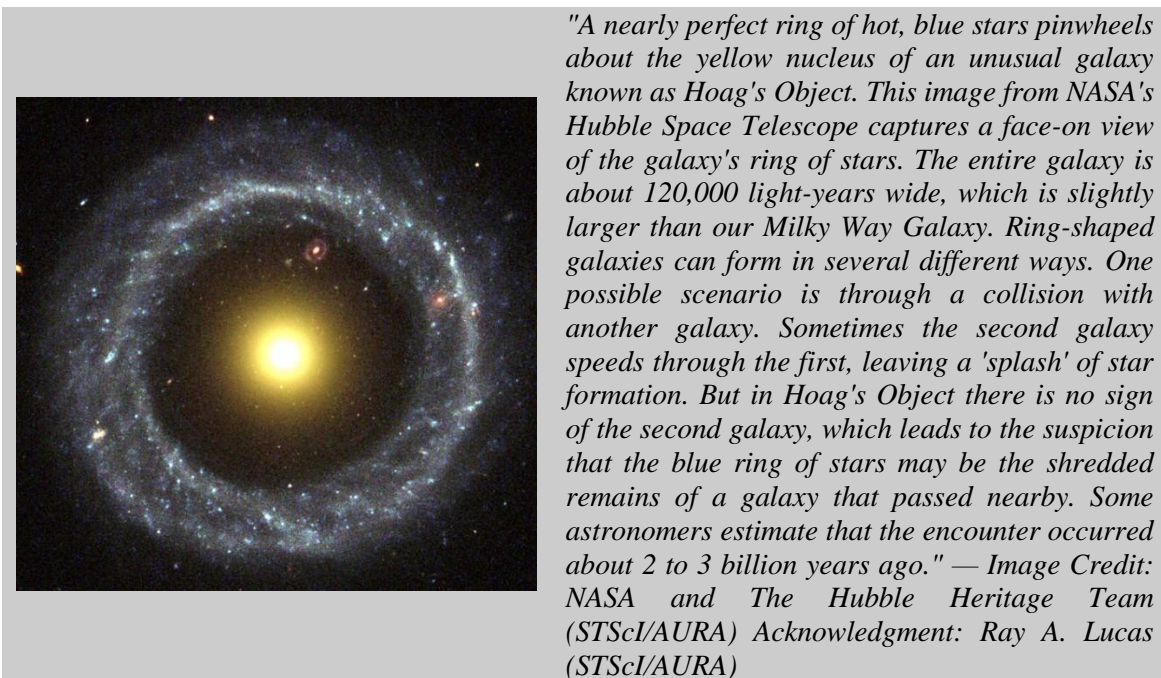 "A nearly perfect ring of hot, blue stars pinwheels
about the yellow nucleus of an unusual galaxy
known as Hoag's Object. This image from NASA's
Hubble Space Telescope captures a face-on view
of the galaxy's ring of stars. The entire galaxy is
about 120,000 light-years wide, which is slightly
larger than our Milky Way Galaxy. Ring-shaped
galaxies can form in several different ways. One
possible scenario is through a collision with
another galaxy. Sometimes the second galaxy
speeds through the first, leaving a 'splash' of star
formation. But in Hoag's Object there is no sign
of the second galaxy, which leads to the suspicion
that the blue ring of stars may be the shredded
remains of a galaxy that passed nearby. Some
astronomers estimate that the encounter occurred
about 2 to 3 billion years ago." — Image Credit:
NASA and The Hubble Heritage Team
(STScI/AURA) Acknowledgment: Ray A. Lucas
(STScI/AURA)